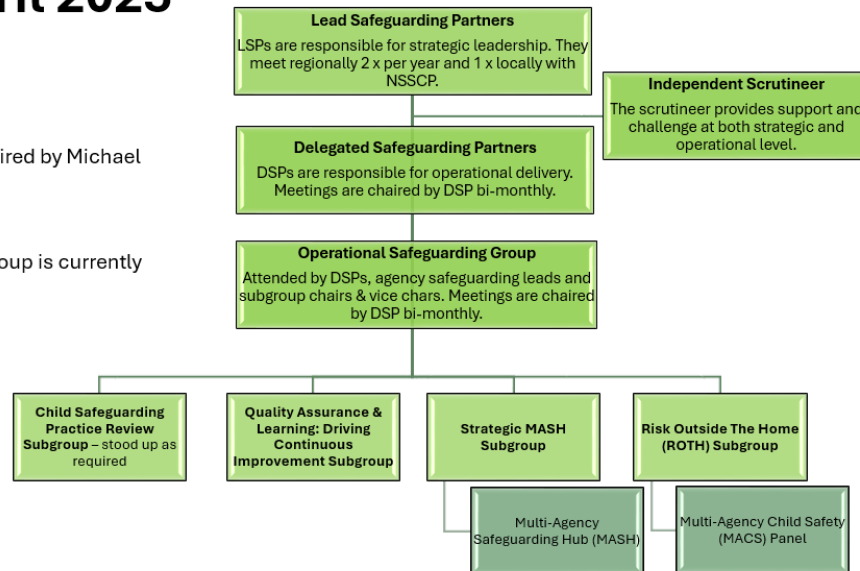 2025
Lead Safeguarding Partners
LSPs are responsible for strategic leadership. They
meet regionally 2 x per year and 1 x locally with
NSSCP.
Independent Scrutineer
The scrutineer provides support and
challenge at both strategic and
operational level.
ired by Michael
Delegated Safeguarding Partners
DSPs are responsible for operational delivery.
Meetings are chaired by DSP bi-monthly.
oup is currently
Operational Safeguarding Group
Attended by DSPs, agency safeguarding leads and
subgroup chairs & vice chars. Meetings are chaired
by DSP bi-monthly.
Child Safeguarding
Practice Review
Subgroup – stood up as
required
Quality Assurance &
Learning: Driving
Continuous
Improvement Subgroup
Strategic MASH
Subgroup
Risk Outside The Home
(ROTH) Subgroup
Multi-Agency
Safeguarding Hub (MASH)
Multi-Agency Child Safety
(MACS) Panel